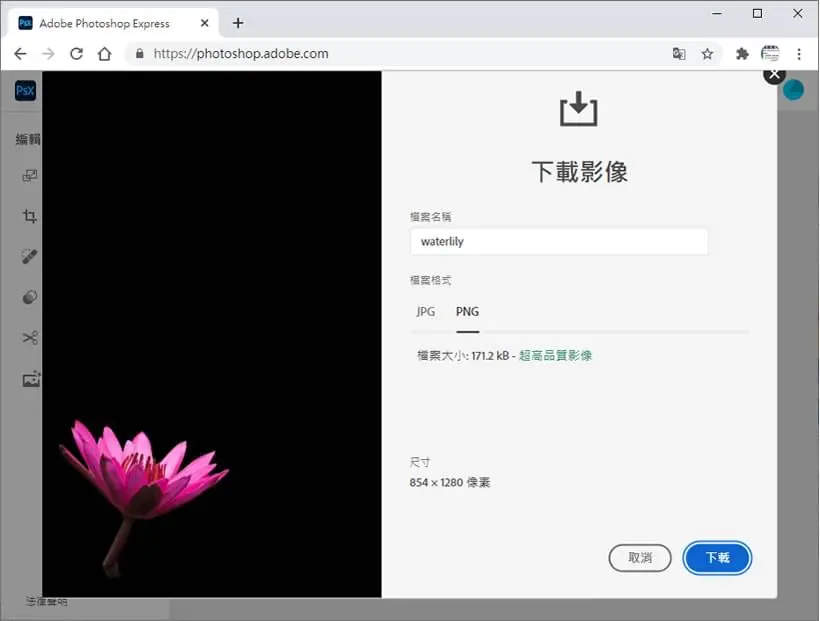 PsX Adobe Photoshop Express
https://photoshop.adobe.com
PsX
編輯
下載影像
檔案名稱
waterlily
檔案格式
JPG PNG
檔案大小: 171.2 kB - 超高品質影像
尺寸
854 x 1280 像素
取消 下載
法律聲明